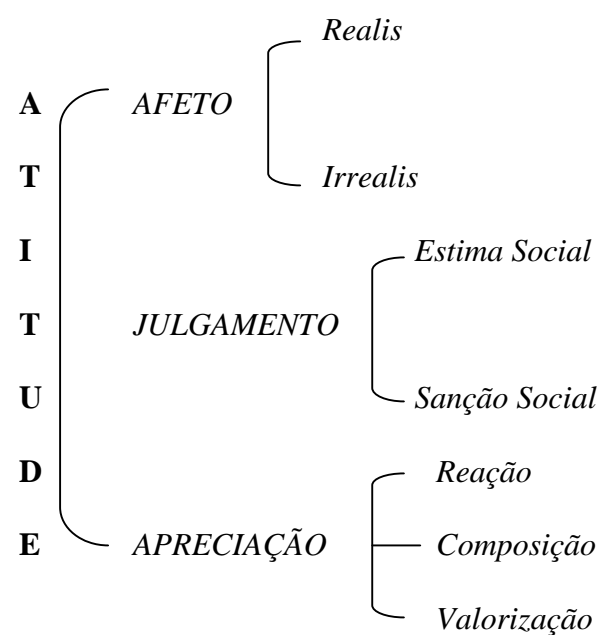 Realis
A AFETO
T Irrealis
I Estima Social
T JULGAMENTO
U Sanção Social
D Reação
E APRECIAÇÃO Composição
Valorização